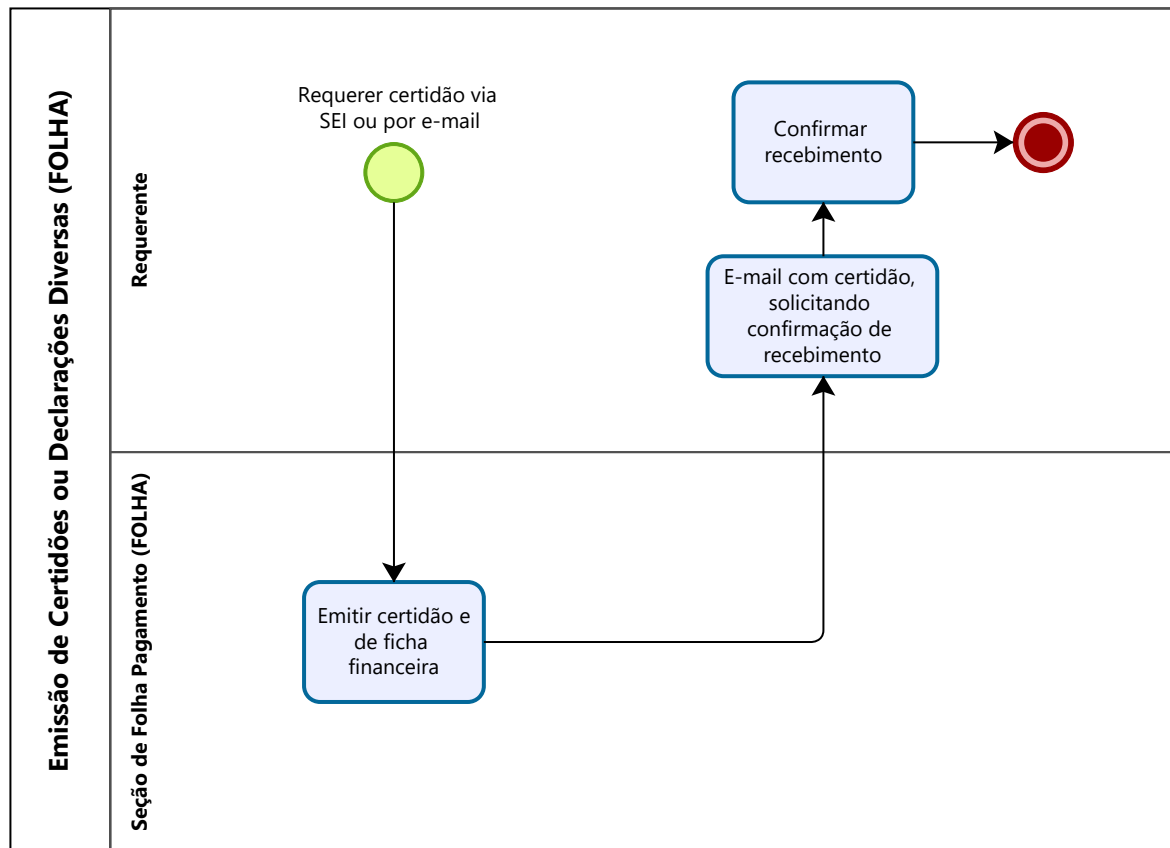 Emissão de Certidões ou Declarações Diversas (FOLHA)
Requerente
Requerer certidão via
SEI ou por e-mail
Confirmar
recebimento
E-mail com certidão,
solicitando
confirmação de
recebimento
Seção de Folha Pagamento (FOLHA)
Emitir certidão e
de ficha
financeira